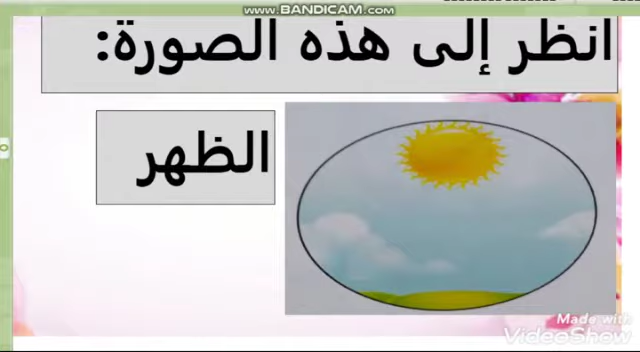 www.BANDICAM.com
انظر إلى هذه الصورة:
الظهر
Made with
VideoShow